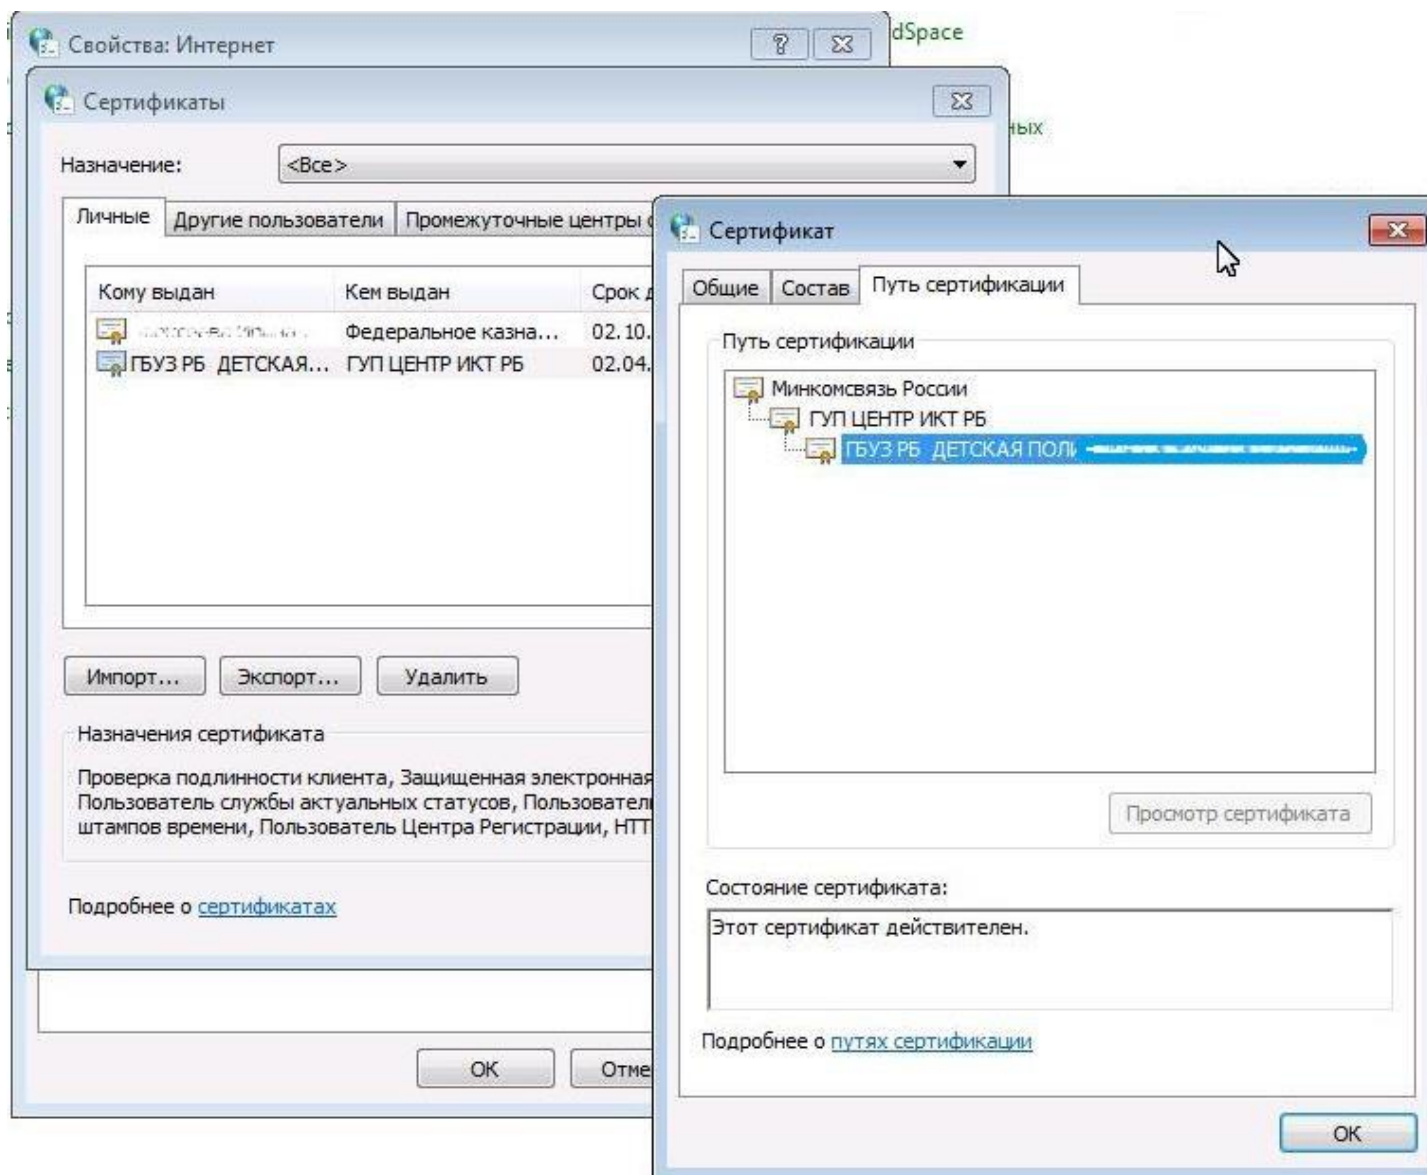 Свойства: Интернет
dSpace
Сертификаты
ных
Назначение:
<Все>
Личные
Другие пользователи
Промежуточные центры
Кому выдан
Кем выдан
Срок
Федеральное казна...
02.10.
ГБУЗ РБ ДЕТСКАЯ...
ГУП ЦЕНТР ИКТ РБ
02.04.
Импорт...
Экспорт...
Удалить
Назначения сертификата
Проверка подлинности клиента, Защищенная электронная
Пользователь службы актуальных статусов, Пользовател
штампов времени, Пользователь Центра Регистрации, HTT
Подробнее о сертификатах
ОК
Отме
Сертификат
Общие
Состав
Путь сертификации
Путь сертификации
Минкомсвязь России
ГУП ЦЕНТР ИКТ РБ
ГБУЗ РБ ДЕТСКАЯ ПОЛИ
Просмотр сертификата
Состояние сертификата:
Этот сертификат действителен.
Подробнее о путях сертификации
ОК